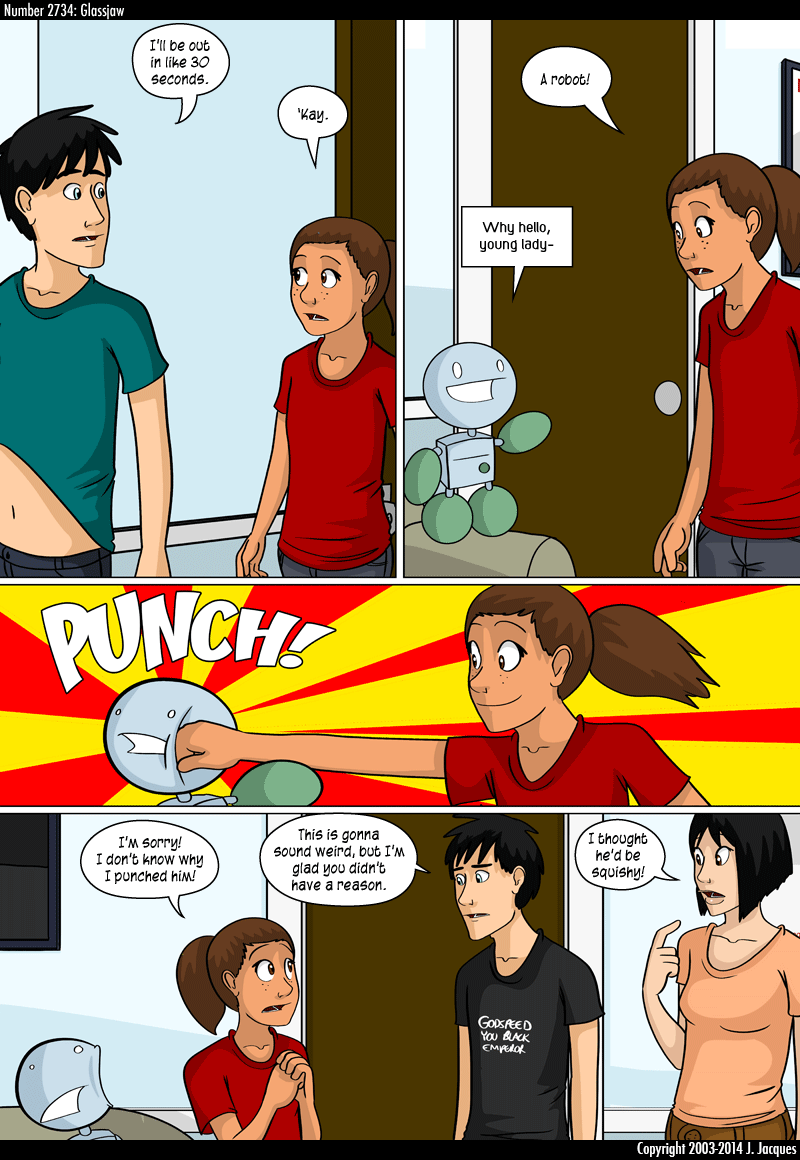 Number 2734: Glassjaw
I'll be out
in like 30
seconds.
'Kay.
A robot!
Why hello,
young lady-
PUNCH!
I'm sorry!
I don't know why
I punched him!
This is gonna
sound weird, but I'm
glad you didn't
have a reason.
I thought
he'd be
squishy!
GODSPEED
YOU BLACK
EMPEROR
Copyright 2003-2014 J. Jacques